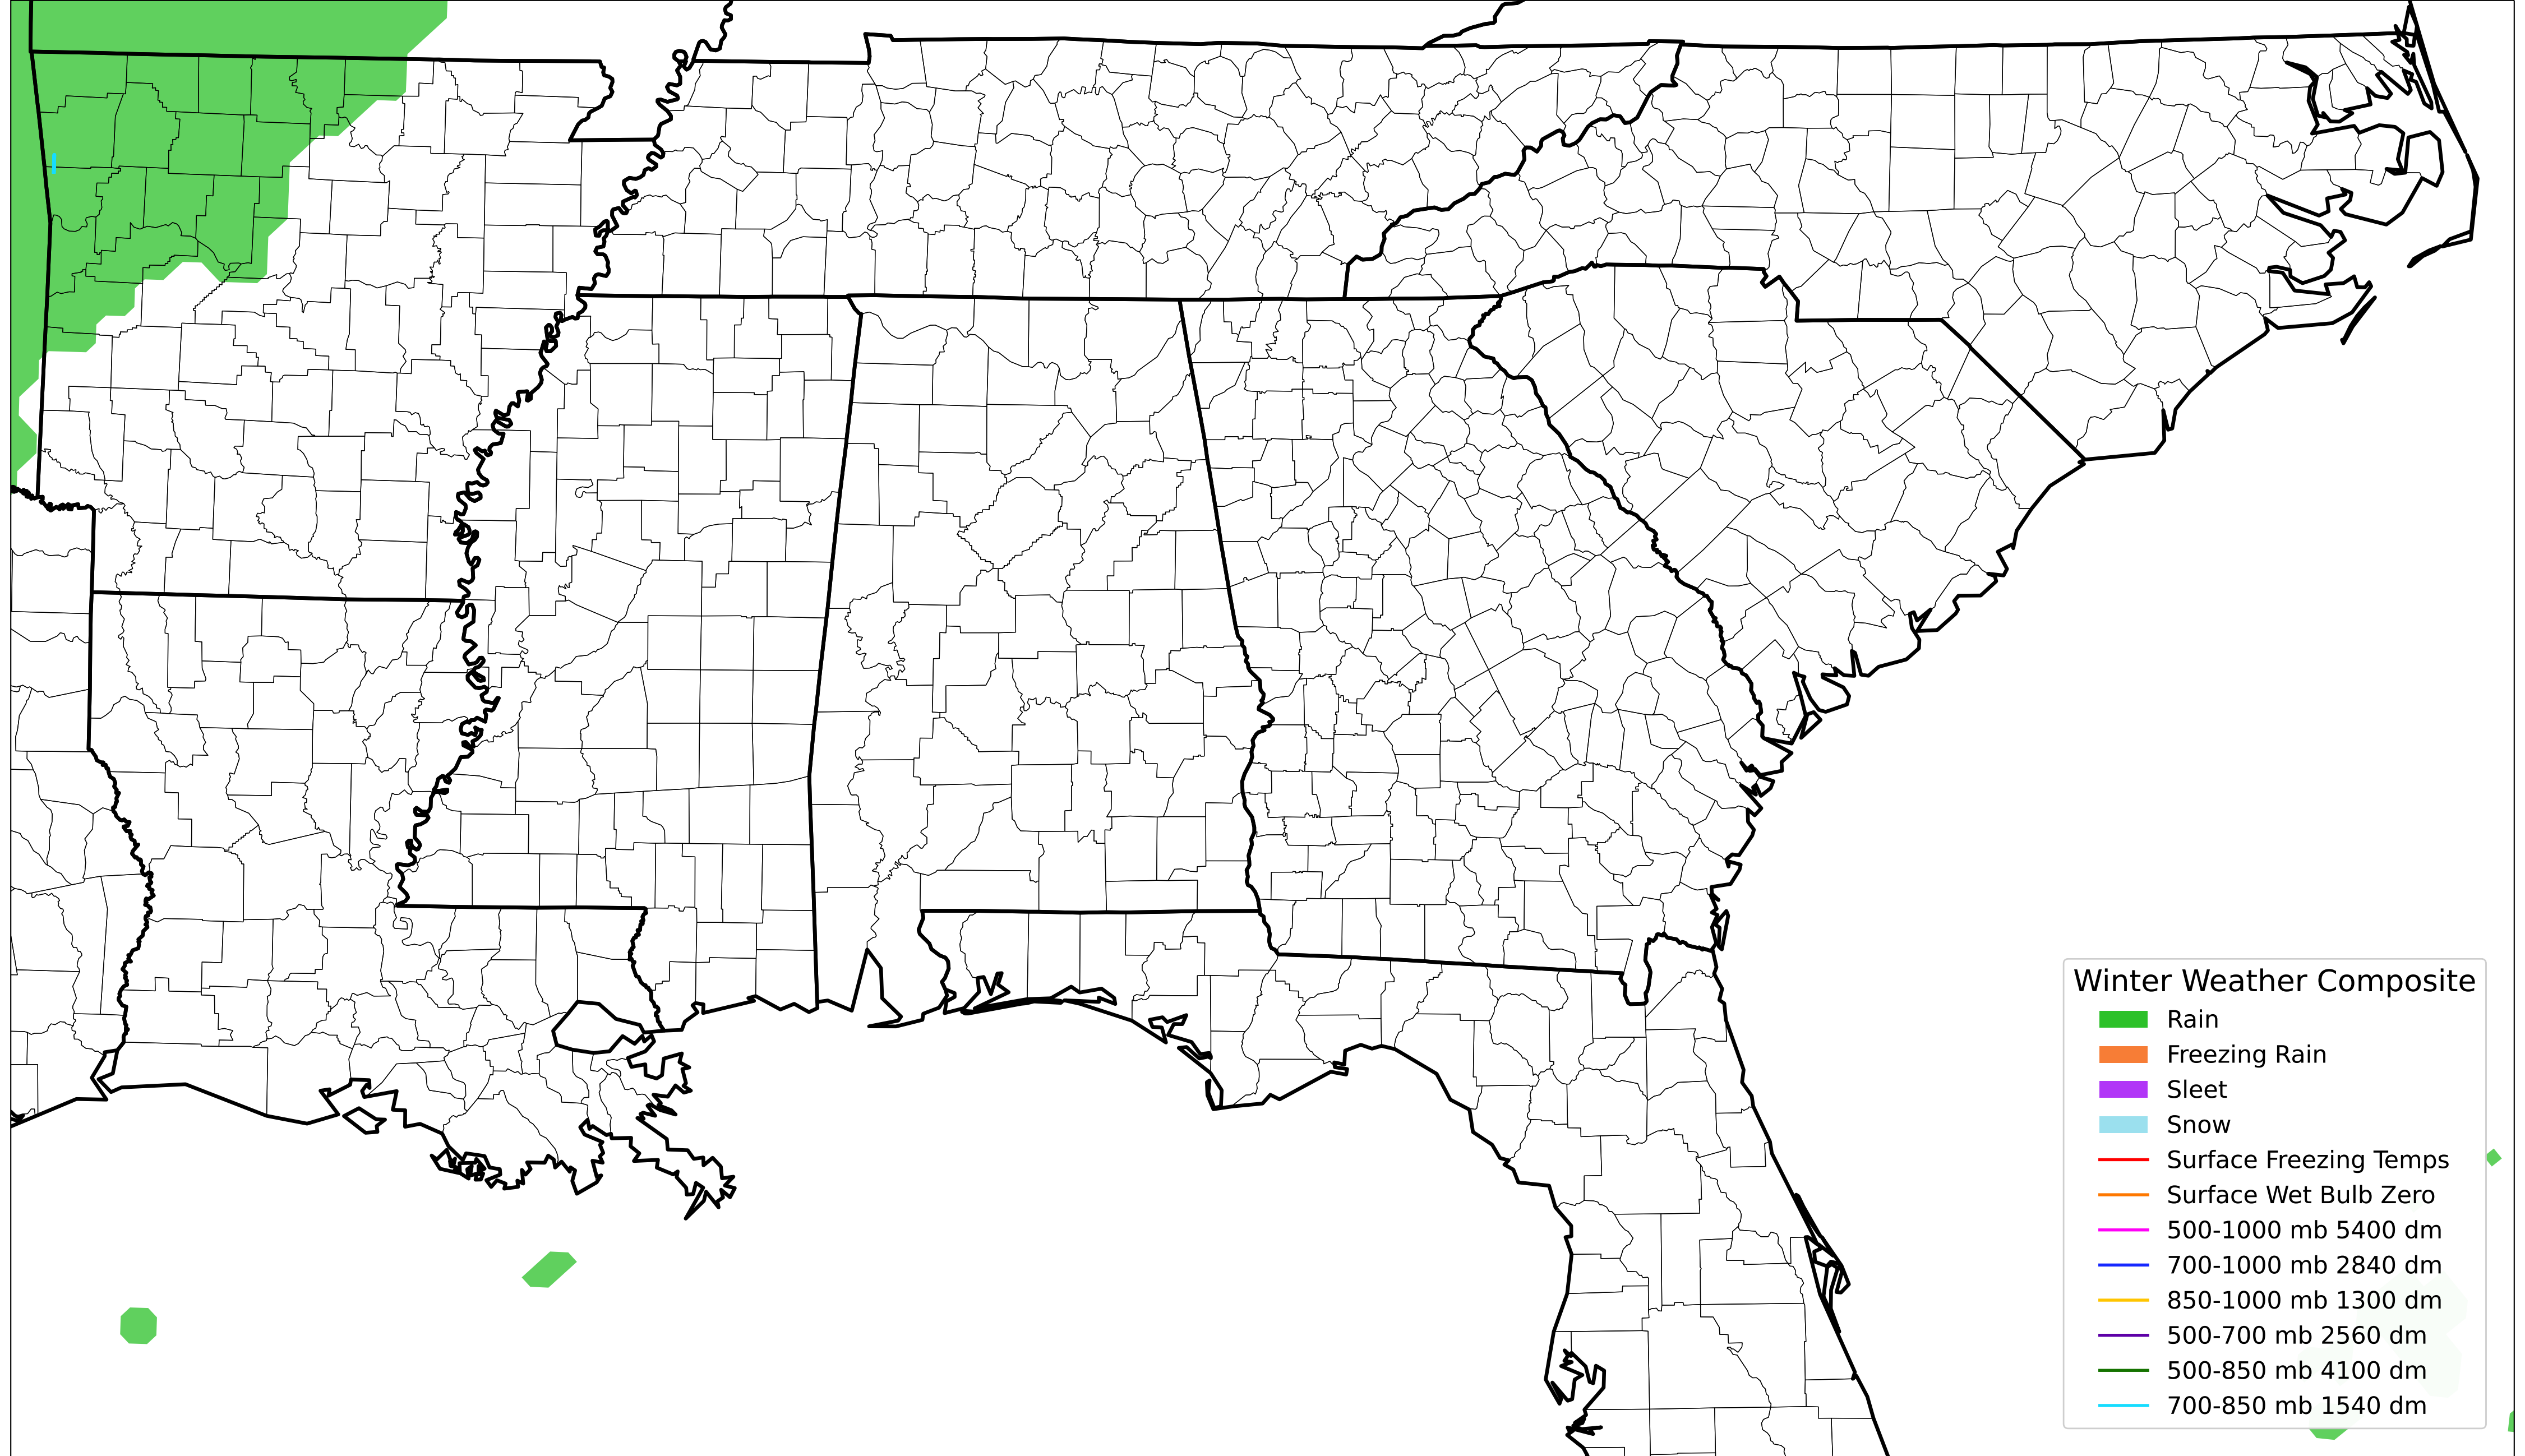 Winter Weather Composite
Rain
Freezing Rain
Sleet
Snow
Surface Freezing Temps
Surface Wet Bulb Zero
500-1000 mb 5400 dm
700-1000 mb 2840 dm
850-1000 mb 1300 dm
500-700 mb 2560 dm
500-850 mb 4100 dm
700-850 mb 1540 dm